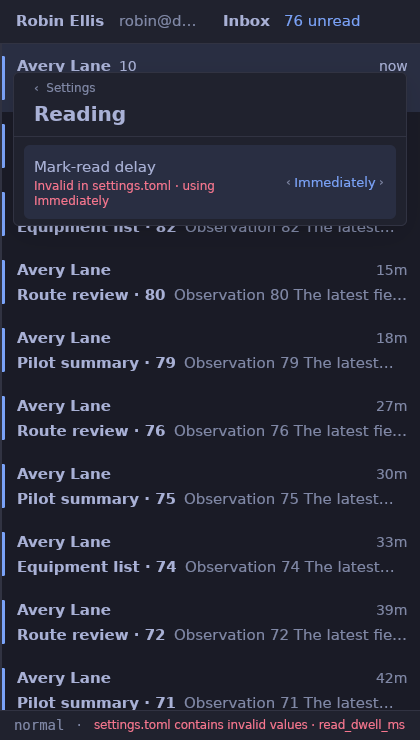 Robin Ellis robin@d… Inbox 76 unread
Avery Lane 10 now
‹ Settings
Reading
Mark-read delay
Invalid in settings.toml · using
Immediately
‹ Immediately ›
Equipment list · 82 Observation 82 The latest…
Avery Lane 15m
Route review · 80 Observation 80 The latest fie…
Avery Lane 18m
Pilot summary · 79 Observation 79 The latest…
Avery Lane 27m
Route review · 76 Observation 76 The latest fie…
Avery Lane 30m
Pilot summary · 75 Observation 75 The latest…
Avery Lane 33m
Equipment list · 74 Observation 74 The latest…
Avery Lane 39m
Route review · 72 Observation 72 The latest fie…
Avery Lane 42m
Pilot summary · 71 Observation 71 The latest…
normal · settings.toml contains invalid values · read_dwell_ms